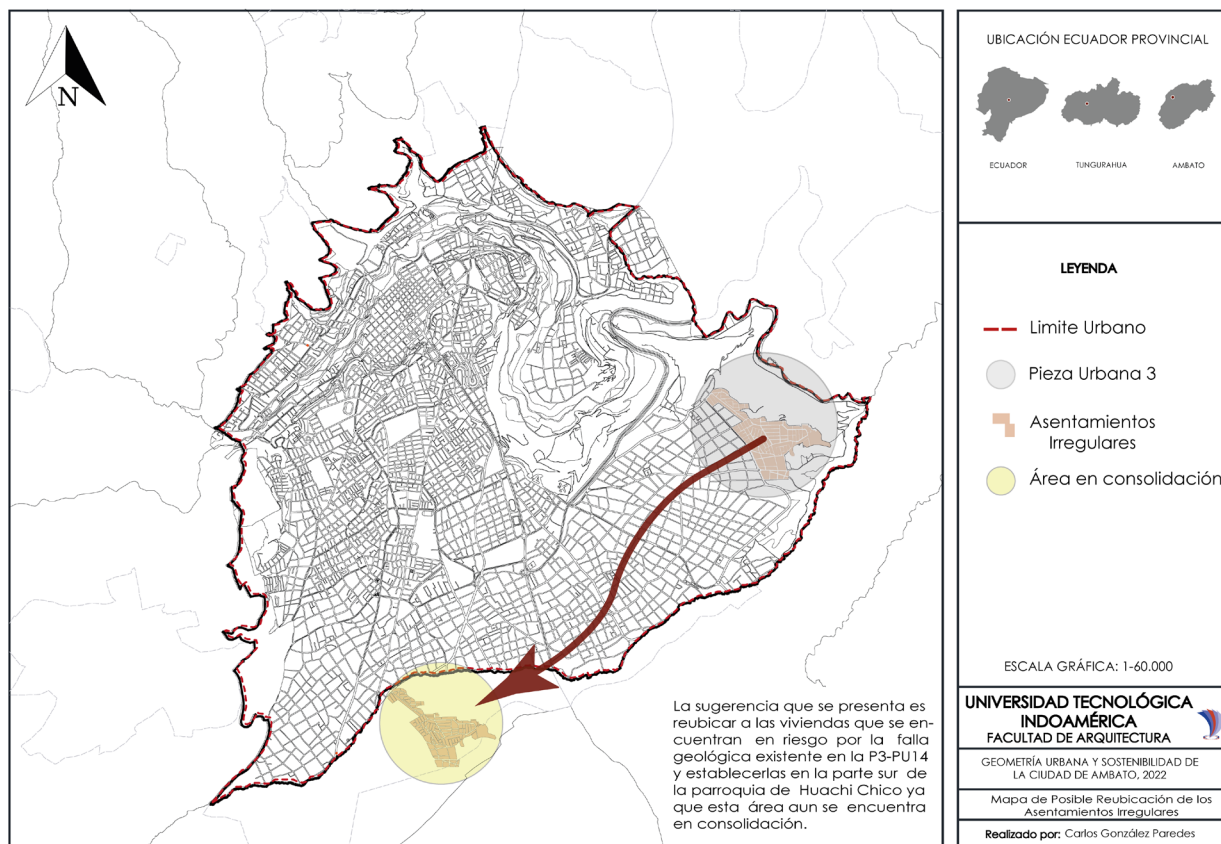 N
La sugerencia que se presenta es
reubicar a las viviendas que se en-
cuentran en riesgo por la falla
geológica existente en la P3-PU14
y establecerlas en la parte sur de
la parroquia de Huachi Chico ya
que esta área aun se encuentra
en consolidación.
UBICACIÓN ECUADOR PROVINCIAL
ECUADOR TUNGURAHUA AMBATO
LEYENDA
Limite Urbano
Pieza Urbana 3
Asentamientos
Irregulares
Área en consolidación
ESCALA GRÁFICA: 1-60.000
UNIVERSIDAD TECNOLÓGICA
INDOAMÉRICA
FACULTAD DE ARQUITECTURA
GEOMETRÍA URBANA Y SOSTENIBILIDAD DE
LA CIUDAD DE AMBATO, 2022
Mapa de Posible Reubicación de los
Asentamientos Irregulares
Realizado por: Carlos González Paredes